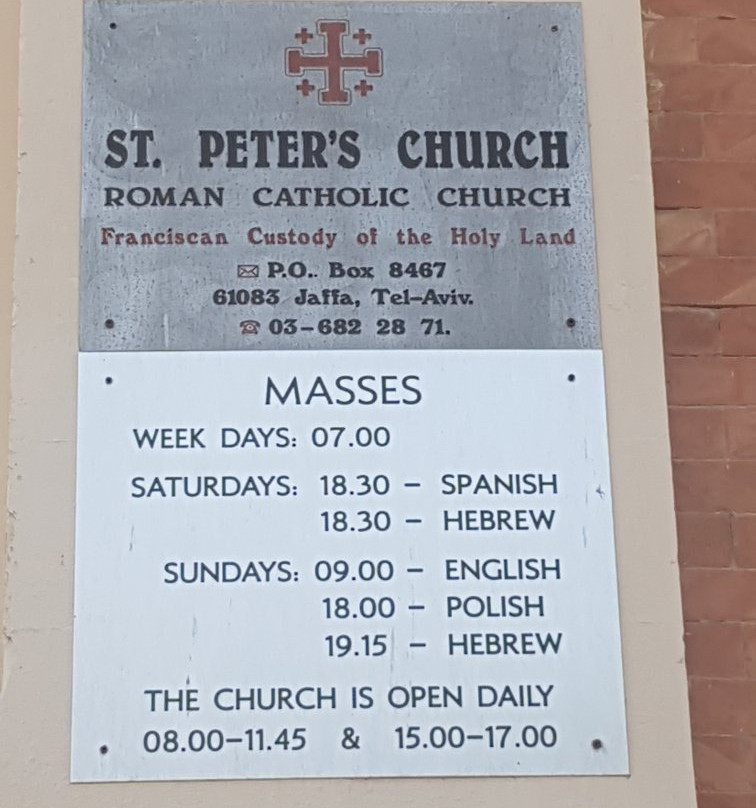 ST. PETER'S CHURCH
ROMAN CATHOLIC CHURCH
Franciscan Custody of the Holy Land
P.O.. Box 8467
61083 Jaffa, Tel-Aviv.
03-682 28 71.
MASSES
WEEK DAYS: 07.00
SATURDAYS: 18.30 - SPANISH
18.30 - HEBREW
SUNDAYS: 09.00 - ENGLISH
18.00 - POLISH
19.15 - HEBREW
THE CHURCH IS OPEN DAILY
08.00-11.45 & 15.00-17.00